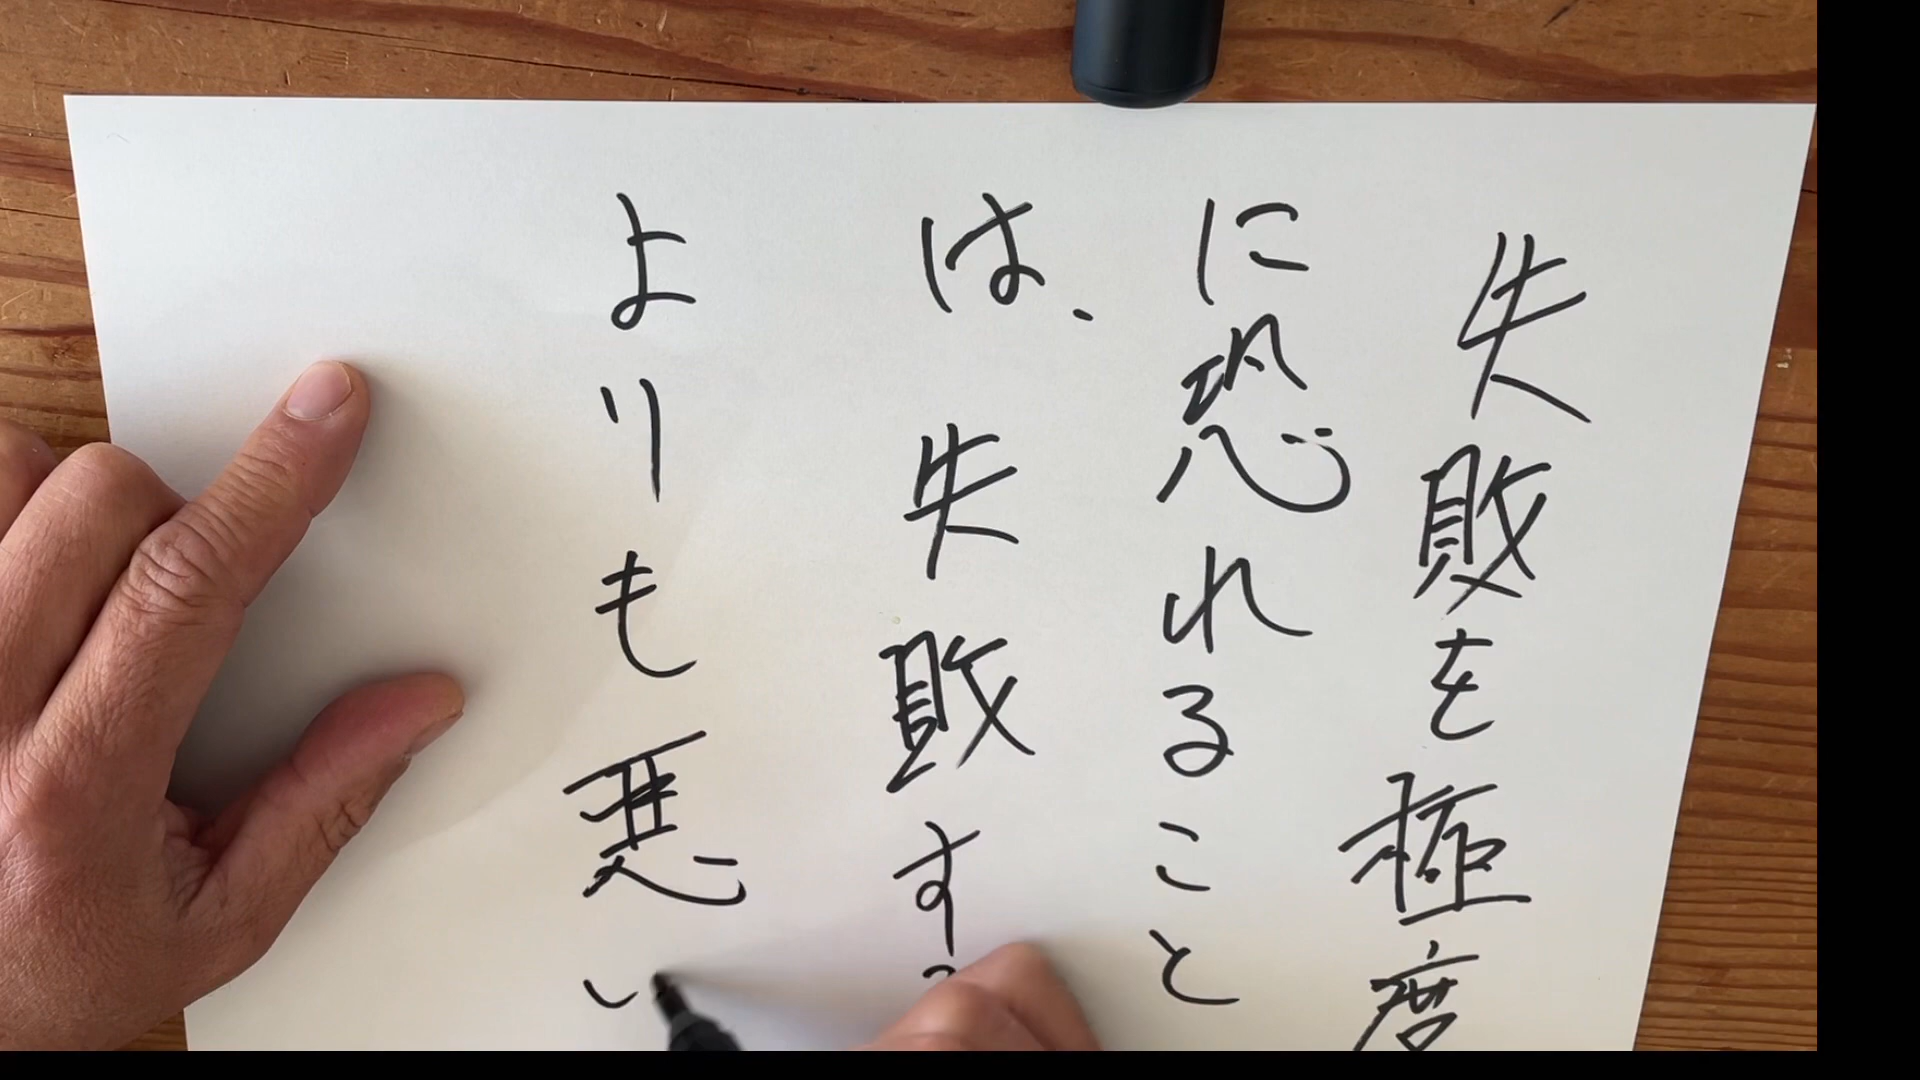 失敗を極度
に恐れること
は、失敗す
よりも悪い